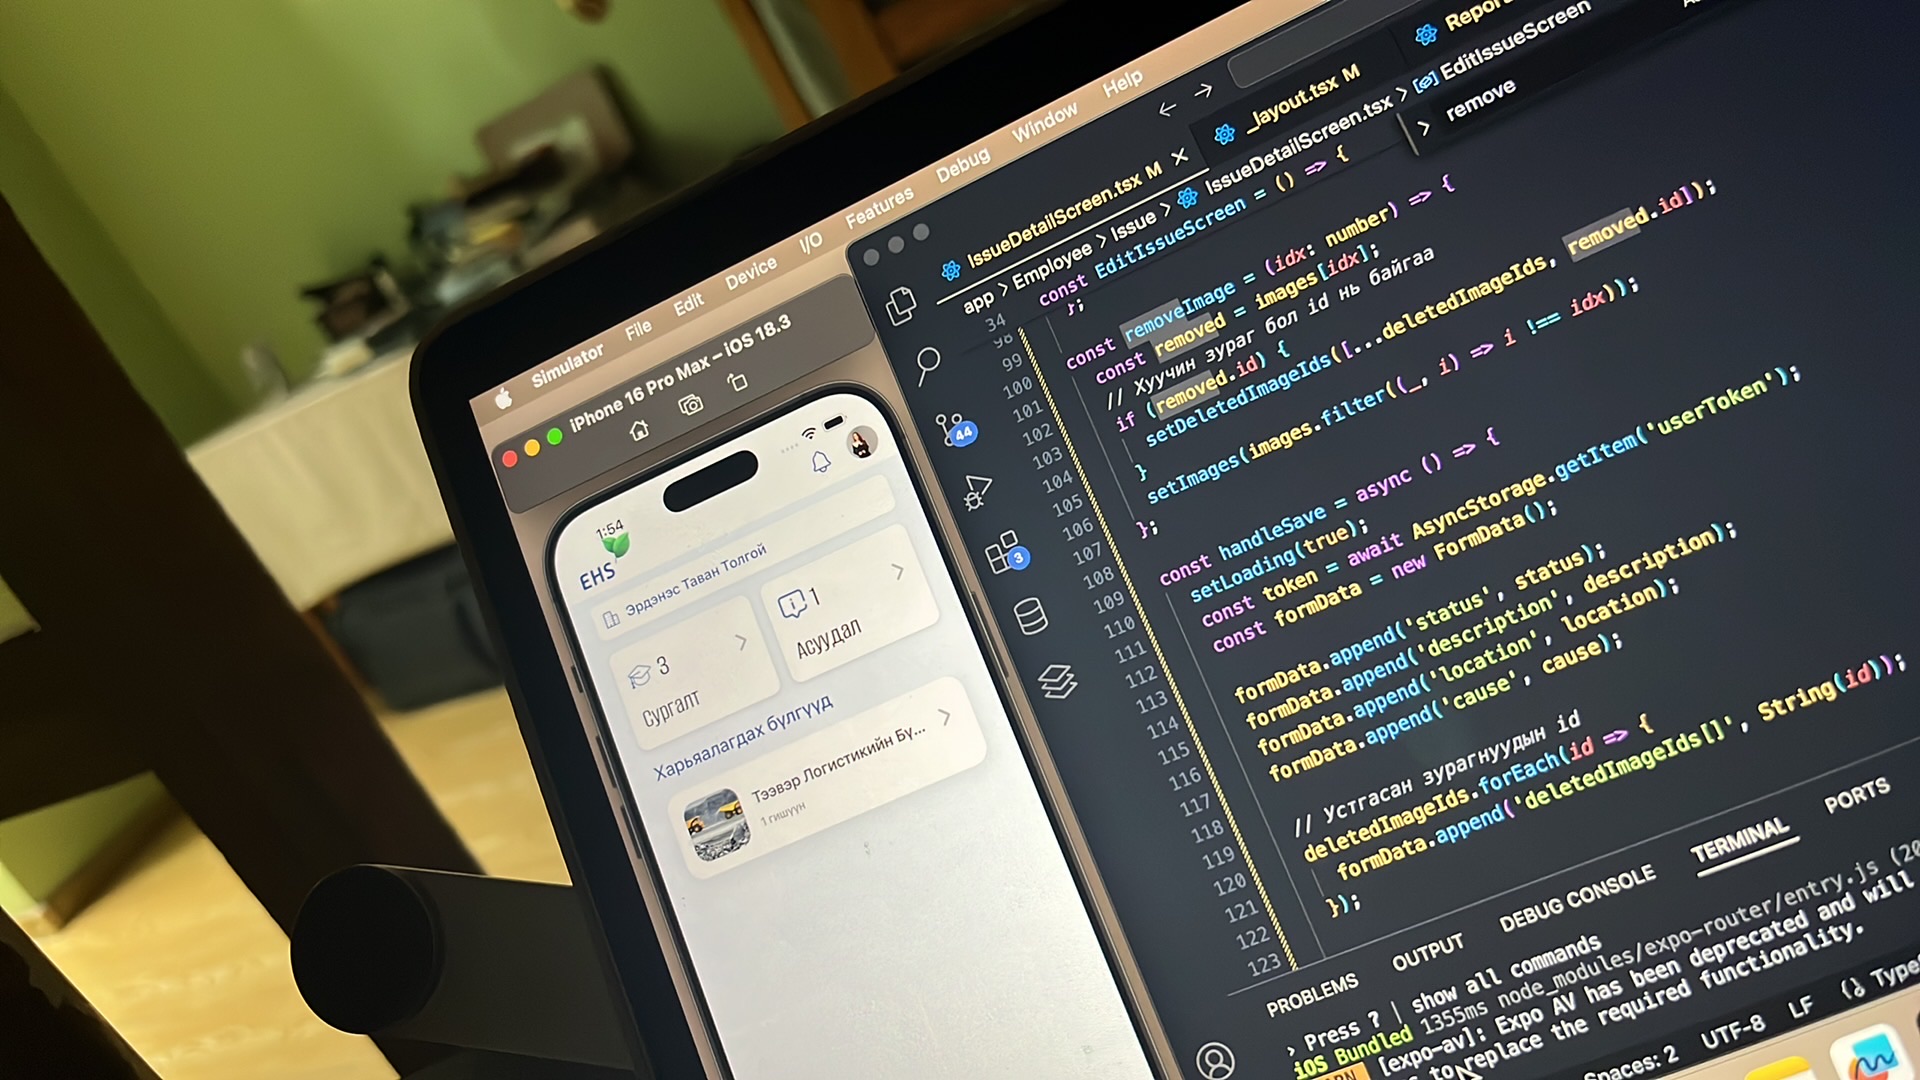 Simulator File Edit Device I/O Features Debug Window Help
iPhone 16 Pro Max – iOS 18.3
1:54
EHS
Эрдэнэс Таван Толгой
3
Сургалт
1
Асуудал
Харьяалагдах бүлгүүд
Тээвэр Логистикийн Бү...
1 гишүүн
IssueDetailScreen.tsx M
_layout.tsx M
app > Employee > Issue > IssueDetailScreen.tsx > EditIssueScreen
> remove
44
3
34 const EditIssueScreen = () => {
98 };
99
100 const removeImage = (idx: number) => {
101 const removed = images[idx];
102 // Хуучин зураг бол id нь байгаа
103 if (removed.id) {
104 setDeletedImageIds([...deletedImageIds, removed.id]);
105 }
106 setImages(images.filter((_, i) => i !== idx));
107 };
108
109 const handleSave = async () => {
110 setLoading(true);
111 const token = await AsyncStorage.getItem('userToken');
112 const formData = new FormData();
113
114 formData.append('status', status);
115 formData.append('description', description);
116 formData.append('location', location);
117 formData.append('cause', cause);
118
119 // Устгасан зурагнуудын id
120 deletedImageIds.forEach(id => {
121 formData.append('deletedImageIds[]', String(id));
122 });
123
PROBLEMS OUTPUT DEBUG CONSOLE TERMINAL PORTS
› Press ? | show all commands
iOS Bundled 1355ms node_modules/expo-router/entry.js
[expo-av]: Expo AV has been deprecated and will
to replace the required functionality.
Spaces: 2 UTF-8 LF